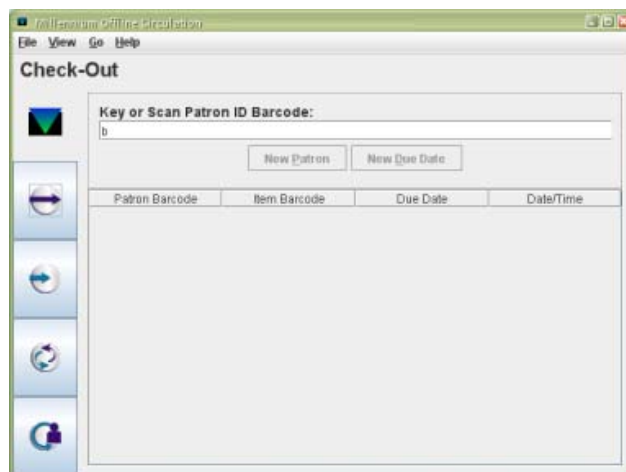 Millennium Offline Circulation
File View Go Help
Check-Out
Key or Scan Patron ID Barcode:
b
New Patron New Due Date
Patron Barcode Item Barcode Due Date Date/Time